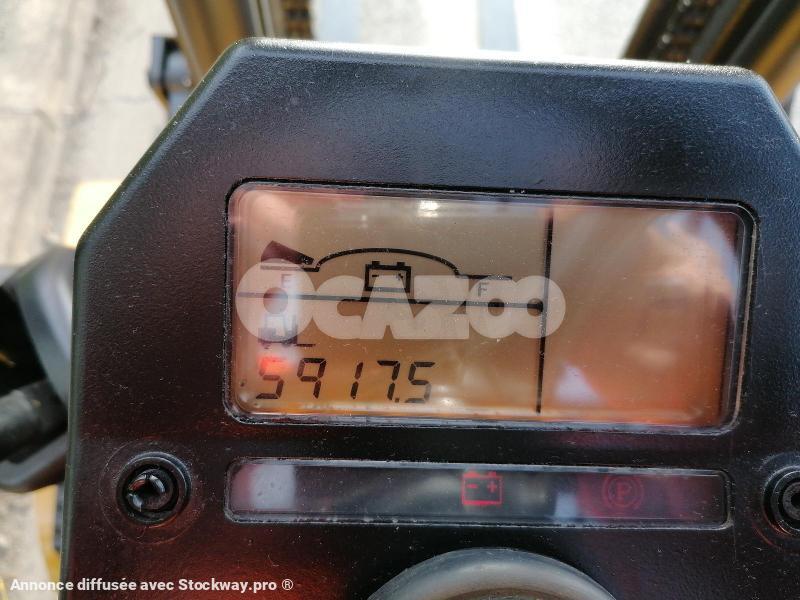 E F
OCAZOO
5917.5
P
Annonce diffusée avec Stockway.pro ®